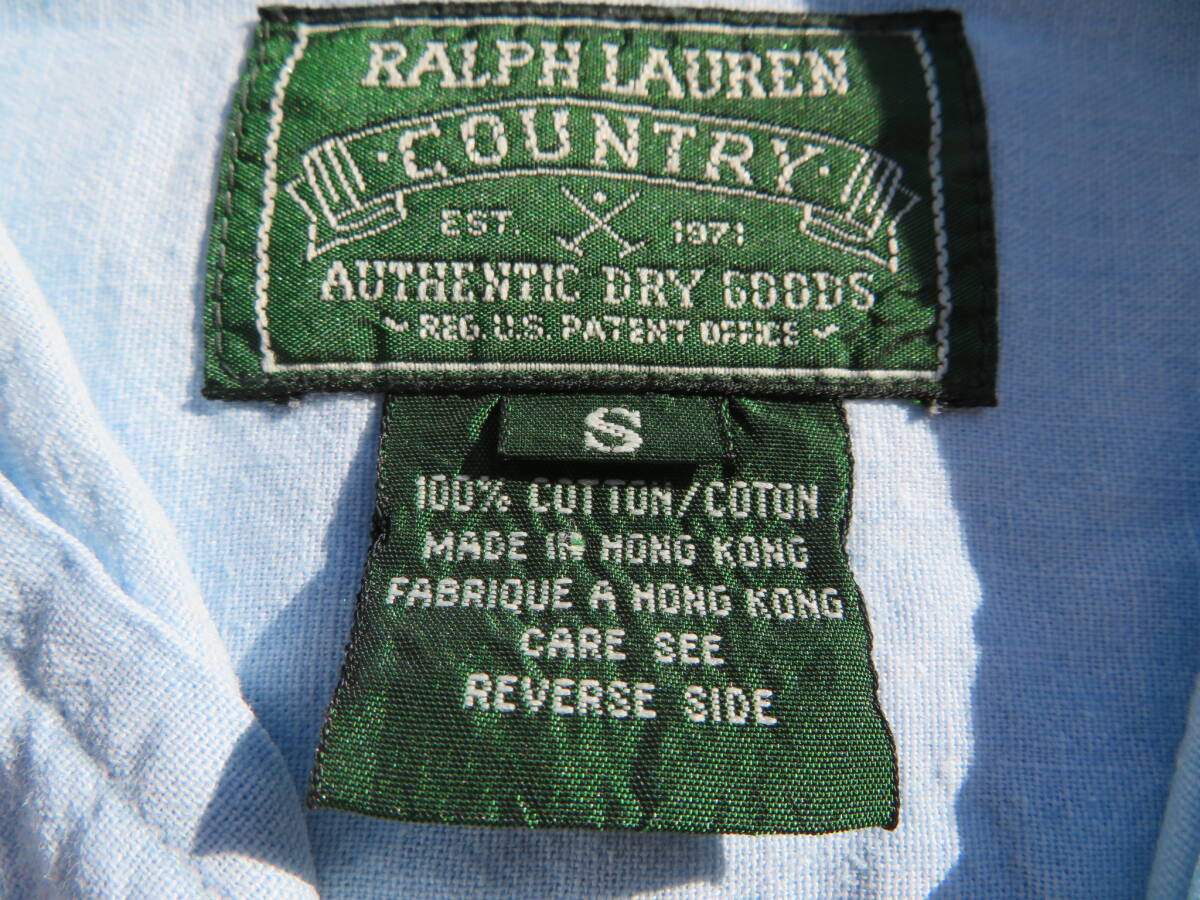 RALPH LAUREN
·COUNTRY·
EST. 1971
AUTHENTIC DRY GOODS
REG. U.S. PATENT OFFICE
S
100% COTTON/COTON
MADE IN HONG KONG
FABRIQUE A HONG KONG
CARE SEE
REVERSE SIDE